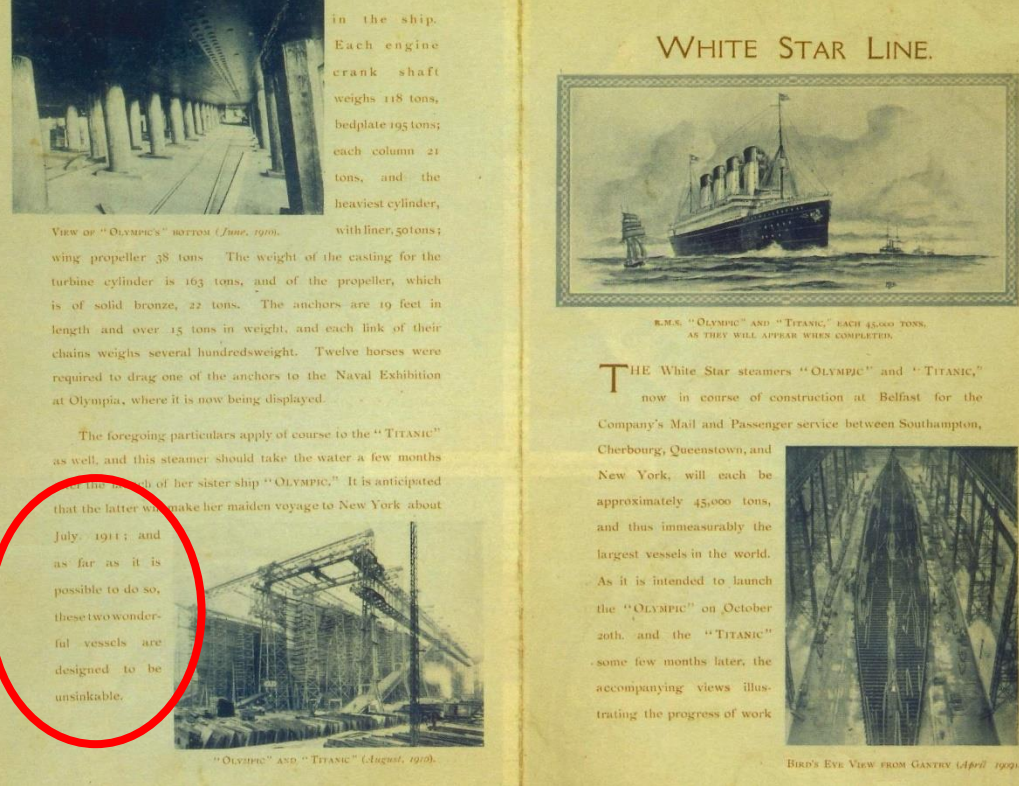 in the ship.
Each engine
crank shaft
weighs 118 tons,
bedplate 195 tons;
each column 21
tons, and the
heaviest cylinder,
with liner, 50 tons;
VIEW OF "OLYMPIC'S" BOTTOM (June, 1910).
wing propeller 38 tons The weight of the casting for the
turbine cylinder is 163 tons, and of the propeller, which
is of solid bronze, 22 tons. The anchors are 19 feet in
length and over 15 tons in weight, and each link of their
chains weighs several hundredsweight. Twelve horses were
required to drag one of the anchors to the Naval Exhibition
at Olympia, where it is now being displayed.
The foregoing particulars apply of course to the "TITANIC"
as well, and this steamer should take the water a few months
after the launch of her sister ship "OLYMPIC." It is anticipated
that the latter will make her maiden voyage to New York about
July, 1911; and
as far as it is
possible to do so,
these two wonder-
ful vessels are
designed to be
unsinkable.
"OLYMPIC" AND "TITANIC" (August, 1910).
WHITE STAR LINE.
R.M.S. "OLYMPIC" AND "TITANIC," EACH 45,000 TONS,
AS THEY WILL APPEAR WHEN COMPLETED.
THE White Star steamers "OLYMPIC" and "TITANIC,"
now in course of construction at Belfast for the
Company's Mail and Passenger service between Southampton,
Cherbourg, Queenstown, and
New York, will each be
approximately 45,000 tons,
and thus immeasurably the
largest vessels in the world.
As it is intended to launch
the "OLYMPIC" on October
20th, and the "TITANIC"
some few months later, the
accompanying views illus-
trating the progress of work
BIRD'S EYE VIEW FROM GANTRY (April 1909).